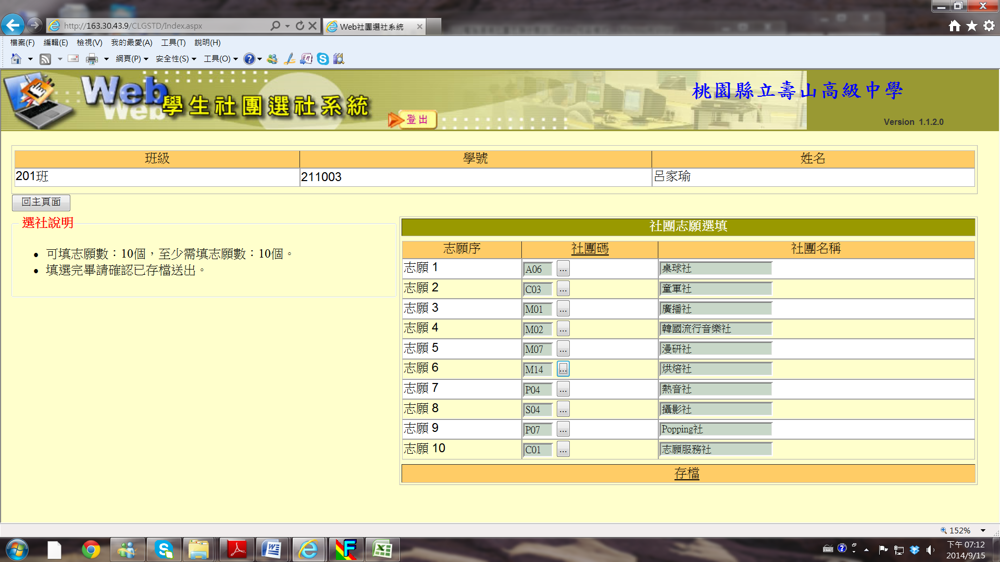 http://163.30.43.9/CLGSTD/Index.aspx
Web社團選社系統
檔案(F) 編輯(E) 檢視(V) 我的最愛(A) 工具(T) 說明(H)
網頁(P) 安全性(S) 工具(O)
Web
Web
學生社團選社系統
登出
桃園縣立壽山高級中學
Version 1.1.2.0
班級 學號 姓名
201班 211003 呂家瑜
回主頁面
選社說明
可填志願數：10個，至少需填志願數：10個。
填選完畢請確認已存檔送出。
社團志願選填
志願序 社團碼 社團名稱
志願 1 A06 ... 桌球社
志願 2 C03 ... 童軍社
志願 3 M01 ... 廣播社
志願 4 M02 ... 韓國流行音樂社
志願 5 M07 ... 漫研社
志願 6 M14 ... 烘焙社
志願 7 P04 ... 熱音社
志願 8 S04 ... 攝影社
志願 9 P07 ... Popping社
志願 10 C01 ... 志願服務社
存檔
152%
下午 07:12
2014/9/15